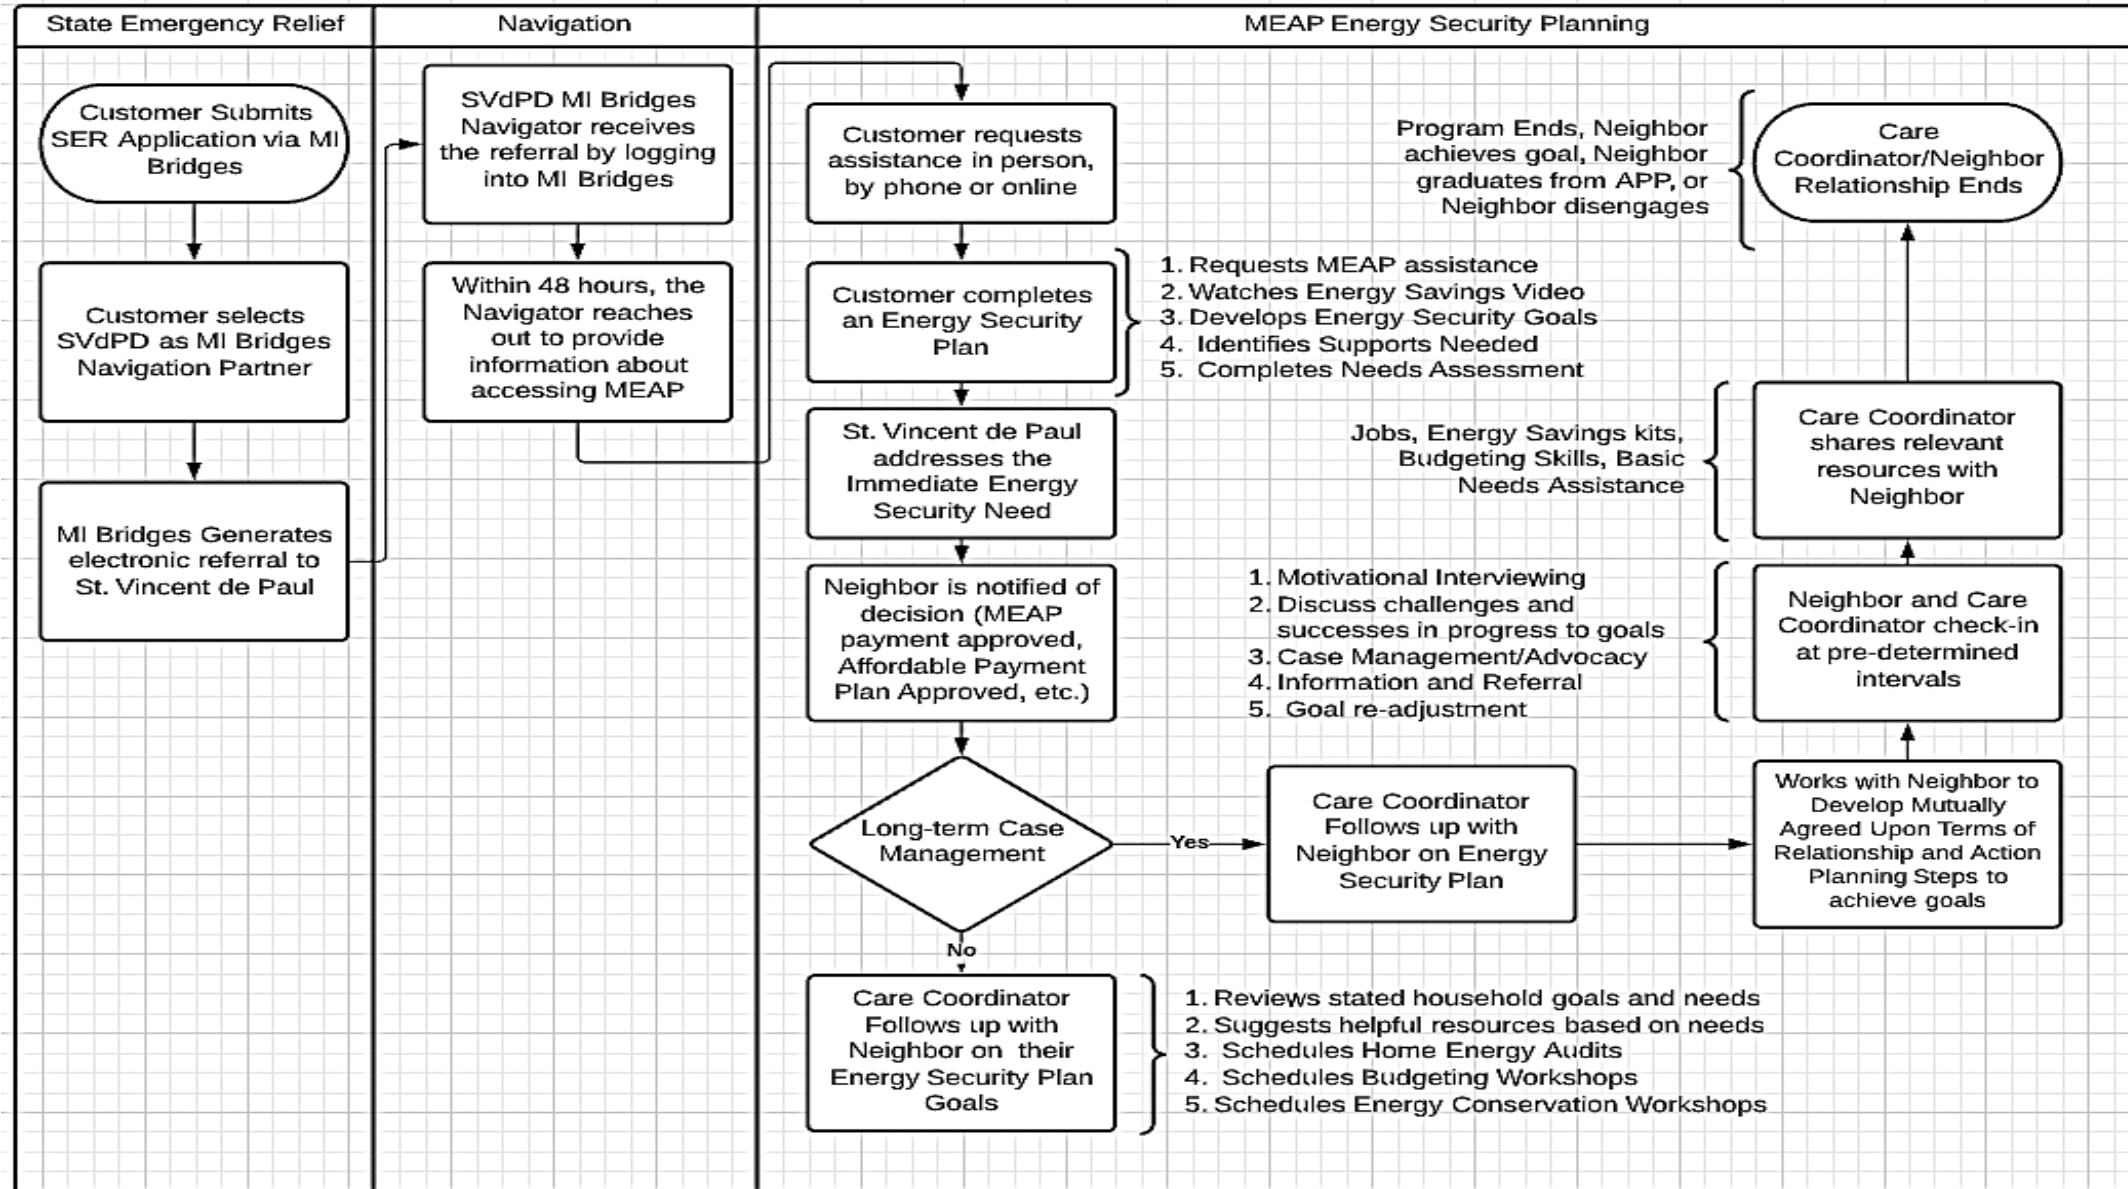 State Emergency Relief
Navigation
MEAP Energy Security Planning
Customer Submits
SER Application via MI
Bridges
Customer selects
SVdPD as MI Bridges
Navigation Partner
MI Bridges Generates
electronic referral to
St. Vincent de Paul
SVdPD MI Bridges
Navigator receives
the referral by logging
into MI Bridges
Within 48 hours, the
Navigator reaches
out to provide
information about
accessing MEAP
Customer requests
assistance in person,
by phone or online
Customer completes
an Energy Security
Plan
1. Requests MEAP assistance
2. Watches Energy Savings Video
3. Develops Energy Security Goals
4. Identifies Supports Needed
5. Completes Needs Assessment
St. Vincent de Paul
addresses the
Immediate Energy
Security Need
Neighbor is notified of
decision (MEAP
payment approved,
Affordable Payment
Plan Approved, etc.)
Long-term Case
Management
No
Care Coordinator
Follows up with
Neighbor on their
Energy Security Plan
Goals
1. Reviews stated household goals and needs
2. Suggests helpful resources based on needs
3. Schedules Home Energy Audits
4. Schedules Budgeting Workshops
5. Schedules Energy Conservation Workshops
Yes
Care Coordinator
Follows up with
Neighbor on Energy
Security Plan
Works with Neighbor to
Develop Mutually
Agreed Upon Terms of
Relationship and Action
Planning Steps to
achieve goals
Neighbor and Care
Coordinator check-in
at pre-determined
intervals
1. Motivational Interviewing
2. Discuss challenges and
successes in progress to goals
3. Case Management/Advocacy
4. Information and Referral
5. Goal re-adjustment
Care Coordinator
shares relevant
resources with
Neighbor
Jobs, Energy Savings kits,
Budgeting Skills, Basic
Needs Assistance
Care
Coordinator/Neighbor
Relationship Ends
Program Ends, Neighbor
achieves goal, Neighbor
graduates from APP, or
Neighbor disengages